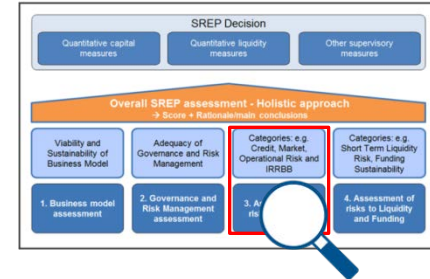 SREP Decision
Quantitative capital
measures
Quantitative liquidity
measures
Other supervisory
measures
Overall SREP assessment - Holistic approach
→ Score + Rationale/main conclusions
Viability and
Sustainability of
Business Model
Adequacy of
Governance and Risk
Management
Categories: e.g.
Credit, Market,
Operational Risk and
IRRBB
Categories: e.g.
Short Term Liquidity
Risk, Funding
Sustainability
1. Business model
assessment
2. Governance and
Risk Management
assessment
3.
4. Assessment of
risks to Liquidity
and Funding